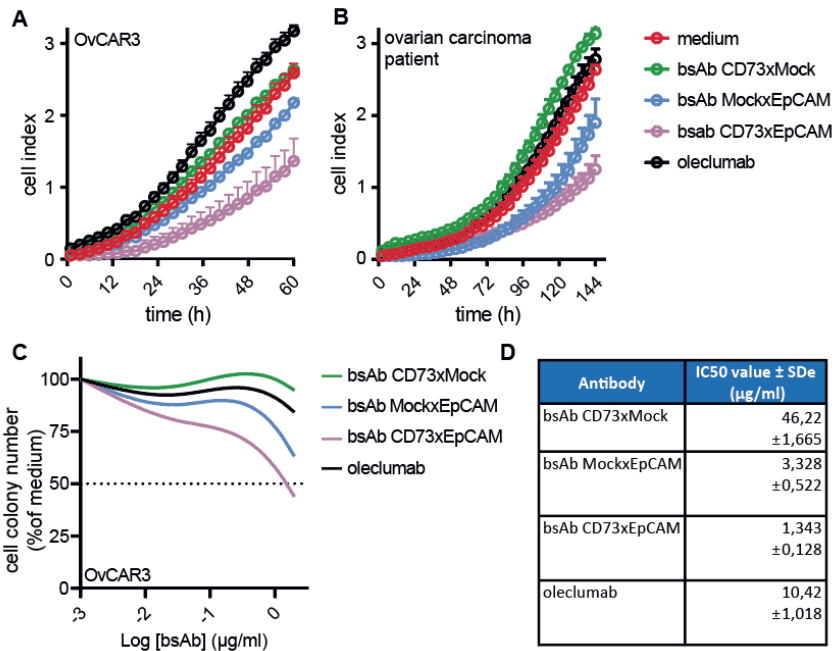 A
OvCAR3
cell index
3
2
1
0
0
12
24
36
48
60
time (h)
B
ovarian carcinoma
patient
cell index
3
2
1
0
0
24
48
72
96
120
144
time (h)
medium
bsAb CD73xMock
bsAb MockxEpCAM
bsab CD73xEpCAM
oleclumab
C
cell colony number
(%of medium)
100
75
50
25
0
OvCAR3
-3
-2
-1
0
Log [bsAb] (μg/ml)
bsAb CD73xMock
bsAb MockxEpCAM
bsAb CD73xEpCAM
oleclumab
D
Antibody
IC50 value ± SDe
(μg/ml)
bsAb CD73xMock
46,22
±1,665
bsAb MockxEpCAM
3,328
±0,522
bsAb CD73xEpCAM
1,343
±0,128
oleclumab
10,42
±1,018